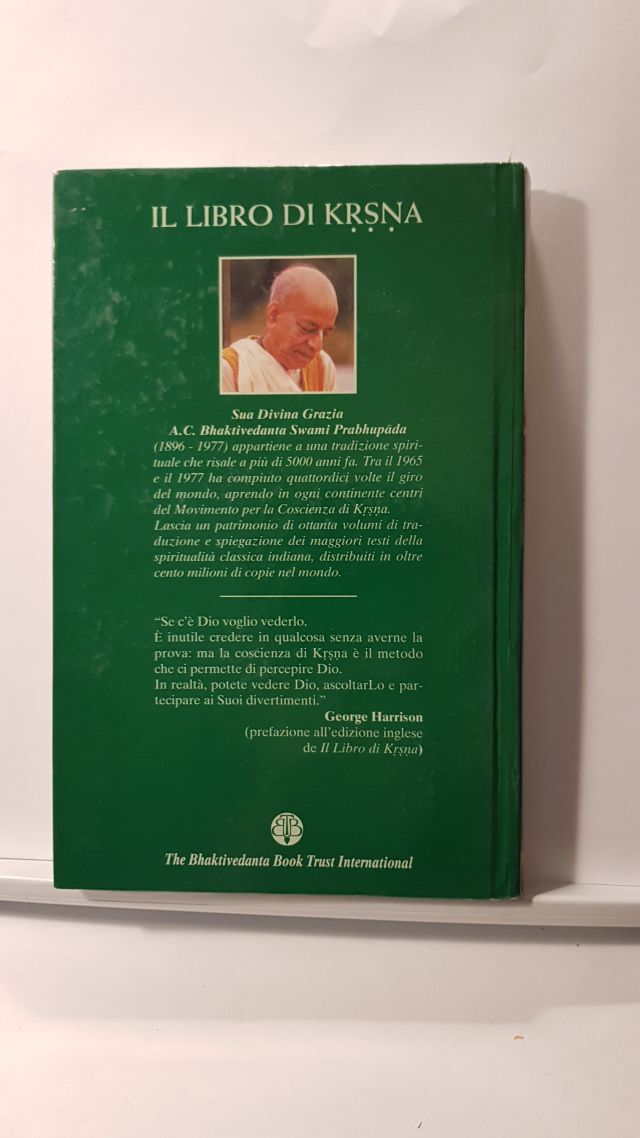 IL LIBRO DI KṚṢṆA
Sua Divina Grazia
A.C. Bhaktivedanta Swami Prabhupāda
(1896 - 1977) appartiene a una tradizione spiri-
tuale che risale a più di 5000 anni fa. Tra il 1965
e il 1977 ha compiuto quattordici volte il giro
del mondo, aprendo in ogni continente centri
del Movimento per la Coscienza di Kṛṣṇa.
Lascia un patrimonio di ottanta volumi di tra-
duzione e spiegazione dei maggiori testi della
spiritualità classica indiana, distribuiti in oltre
cento milioni di copie nel mondo.
“Se c'è Dio voglio vederlo.
È inutile credere in qualcosa senza averne la
prova: ma la coscienza di Kṛṣṇa è il metodo
che ci permette di percepire Dio.
In realtà, potete vedere Dio, ascoltarLo e par-
tecipare ai Suoi divertimenti.”
George Harrison
(prefazione all'edizione inglese
de Il Libro di Kṛṣṇa)
BTB
The Bhaktivedanta Book Trust International